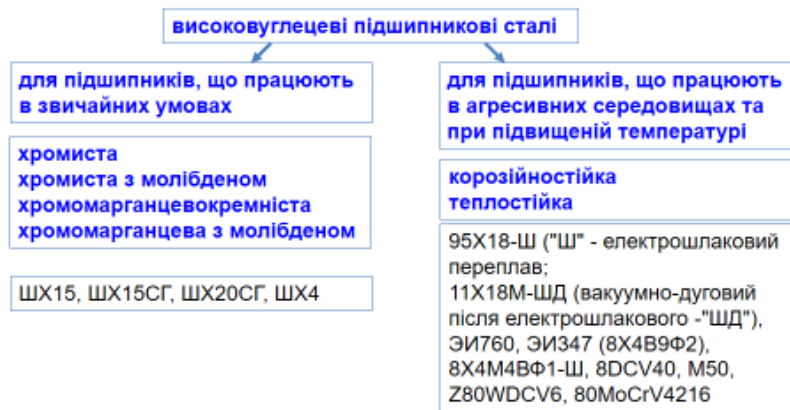 високовуглецеві підшипникові сталі
для підшипників, що працюють
в звичайних умовах
хромиста
хромиста з молібденом
хромомарганцевокремніста
хромомарганцева з молібденом
ШХ15, ШХ15СГ, ШХ20СГ, ШХ4
для підшипників, що працюють
в агресивних середовищах та
при підвищеній температурі
корозійностійка
теплостійка
95Х18-Ш ("Ш" - електрошлаковий
переплав;
11Х18М-ШД (вакуумно-дуговий
після електрошлакового -"ШД"),
ЭИ760, ЭИ347 (8Х4В9Ф2),
8Х4М4ВФ1-Ш, 8DCV40, М50,
Z80WDCV6, 80MoCrV4216